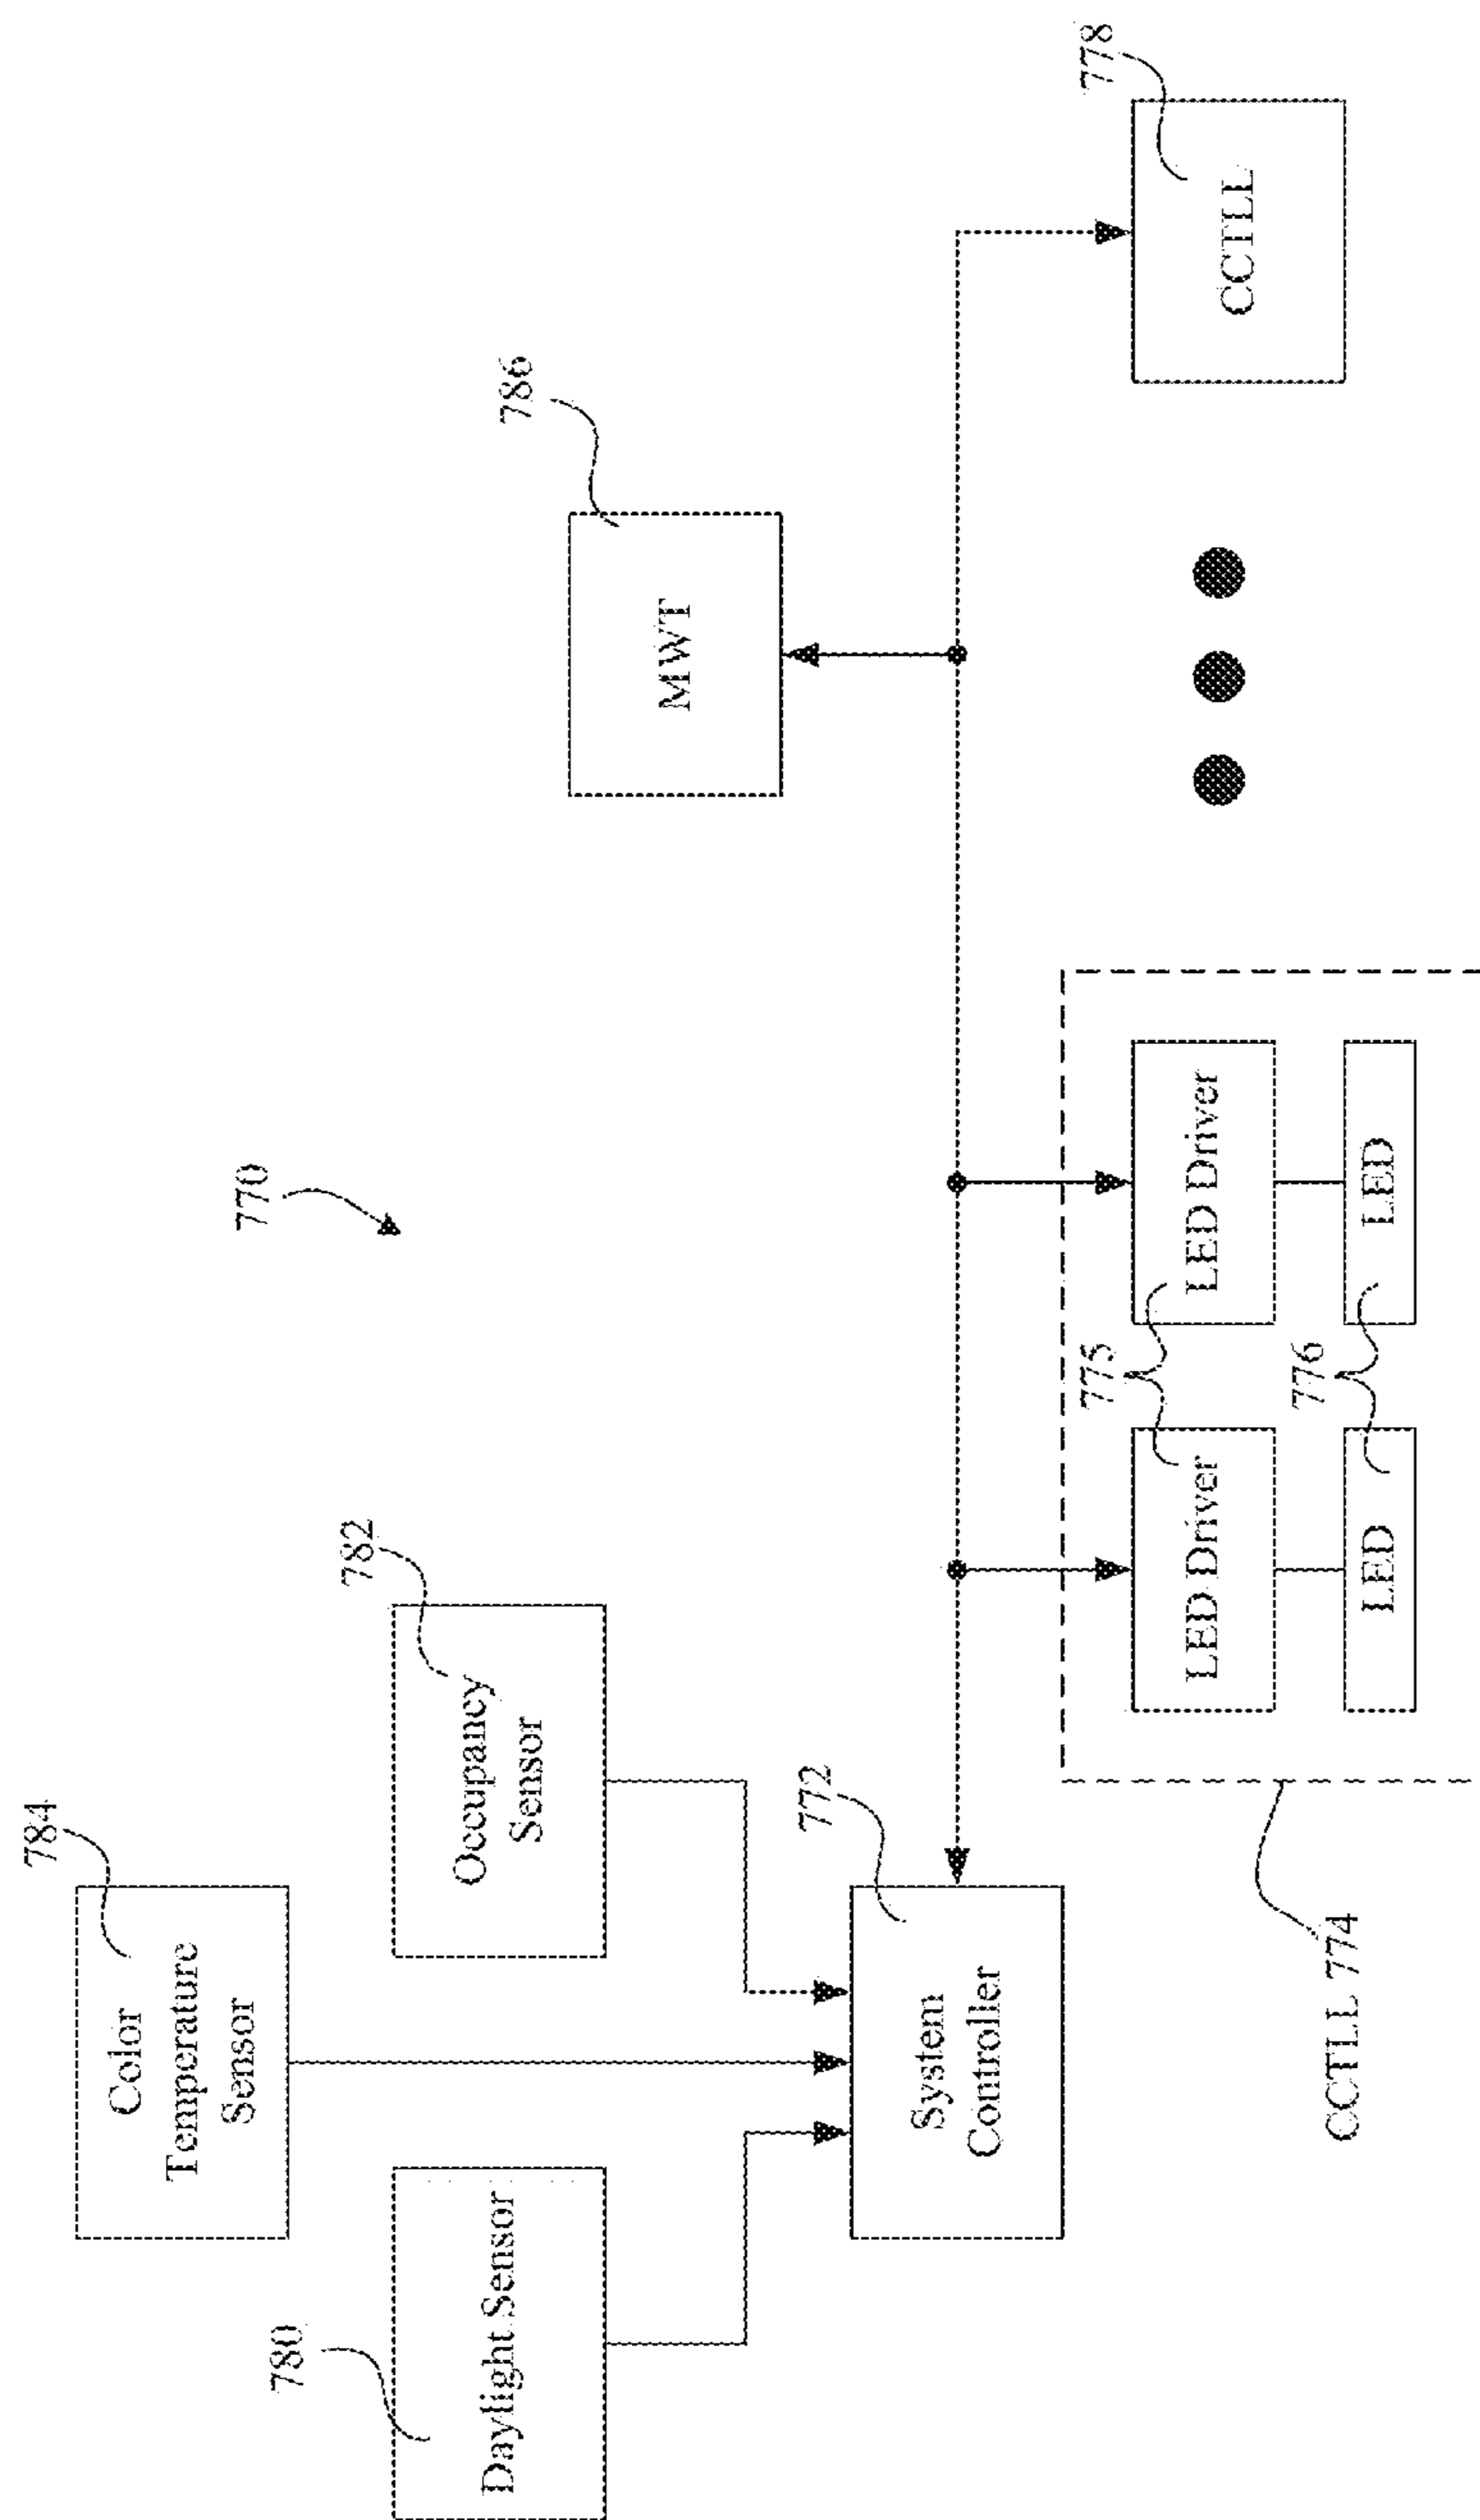 770
784
Color
Temperature
Sensor
780
Daylight Sensor
782
Occupancy
Sensor
786
MWT
772
System
Controller
778
CCTLL
775
LED Driver
LED Driver
776
LED
LED
CCTLL 774